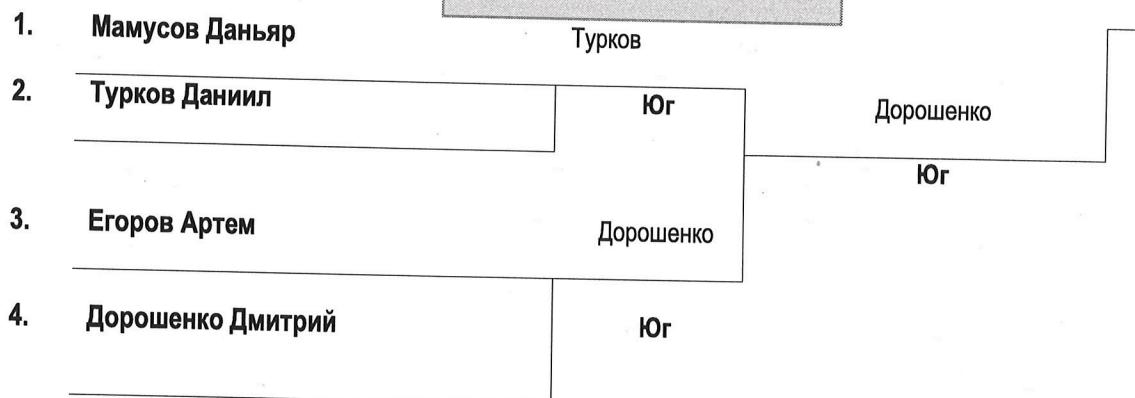 1. Мамусов Даньяр Турков
2. Турков Даниил Юг Дорошенко
Юг
3. Егоров Артем Дорошенко
4. Дорошенко Дмитрий Юг